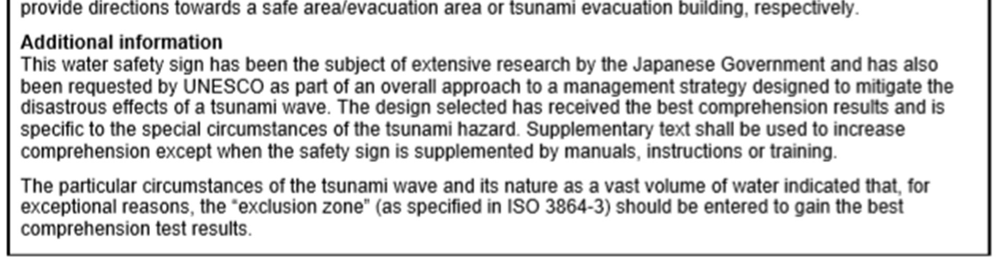 provide directions towards a safe area/evacuation area or tsunami evacuation building, respectively.
Additional information
This water safety sign has been the subject of extensive research by the Japanese Government and has also
been requested by UNESCO as part of an overall approach to a management strategy designed to mitigate the
disastrous effects of a tsunami wave. The design selected has received the best comprehension results and is
specific to the special circumstances of the tsunami hazard. Supplementary text shall be used to increase
comprehension except when the safety sign is supplemented by manuals, instructions or training.
The particular circumstances of the tsunami wave and its nature as a vast volume of water indicated that, for
exceptional reasons, the “exclusion zone” (as specified in ISO 3864-3) should be entered to gain the best
comprehension test results.